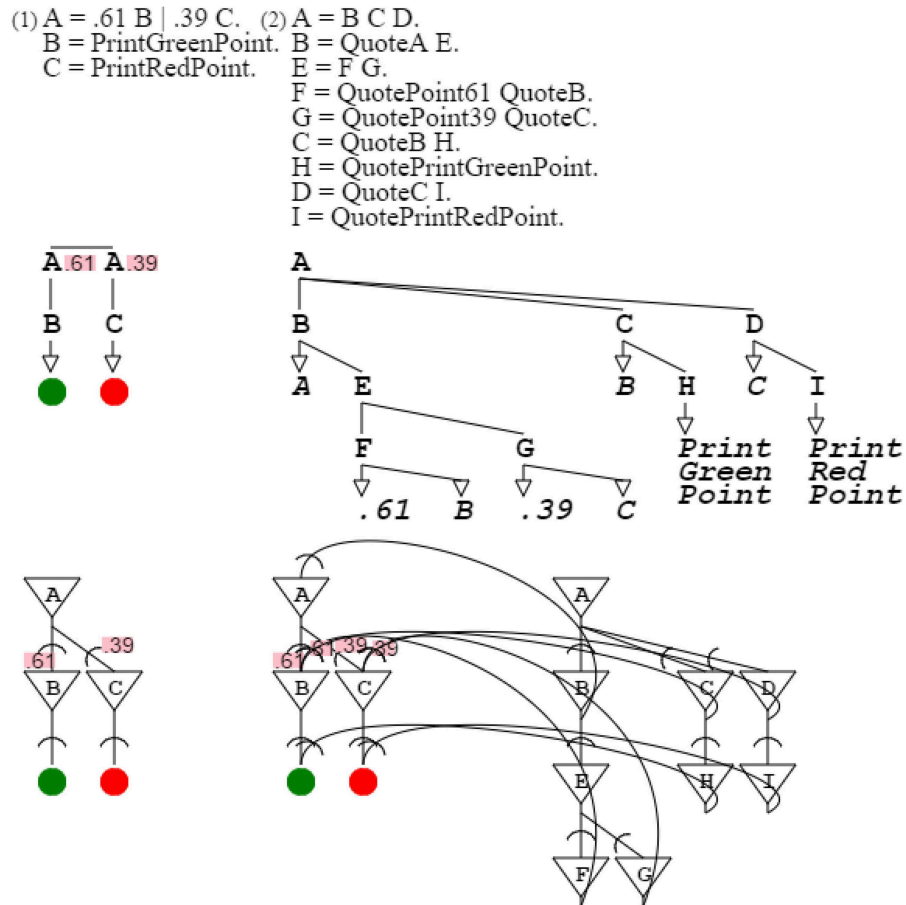 (1) A = .61 B | .39 C. (2) A = B C D.
B = PrintGreenPoint. B = QuoteA E.
C = PrintRedPoint. E = F G.
F = QuotePoint61 QuoteB.
G = QuotePoint39 QuoteC.
C = QuoteB H.
H = QuotePrintGreenPoint.
D = QuoteC I.
I = QuotePrintRedPoint.
A .61 A .39 A
B C B C D
A E B H C I
F G Print Print
Green Red
.61 B .39 C Point Point
A A A
.39 .61 .39 .39
.61 .61
B C B C B C D
E H I
F G